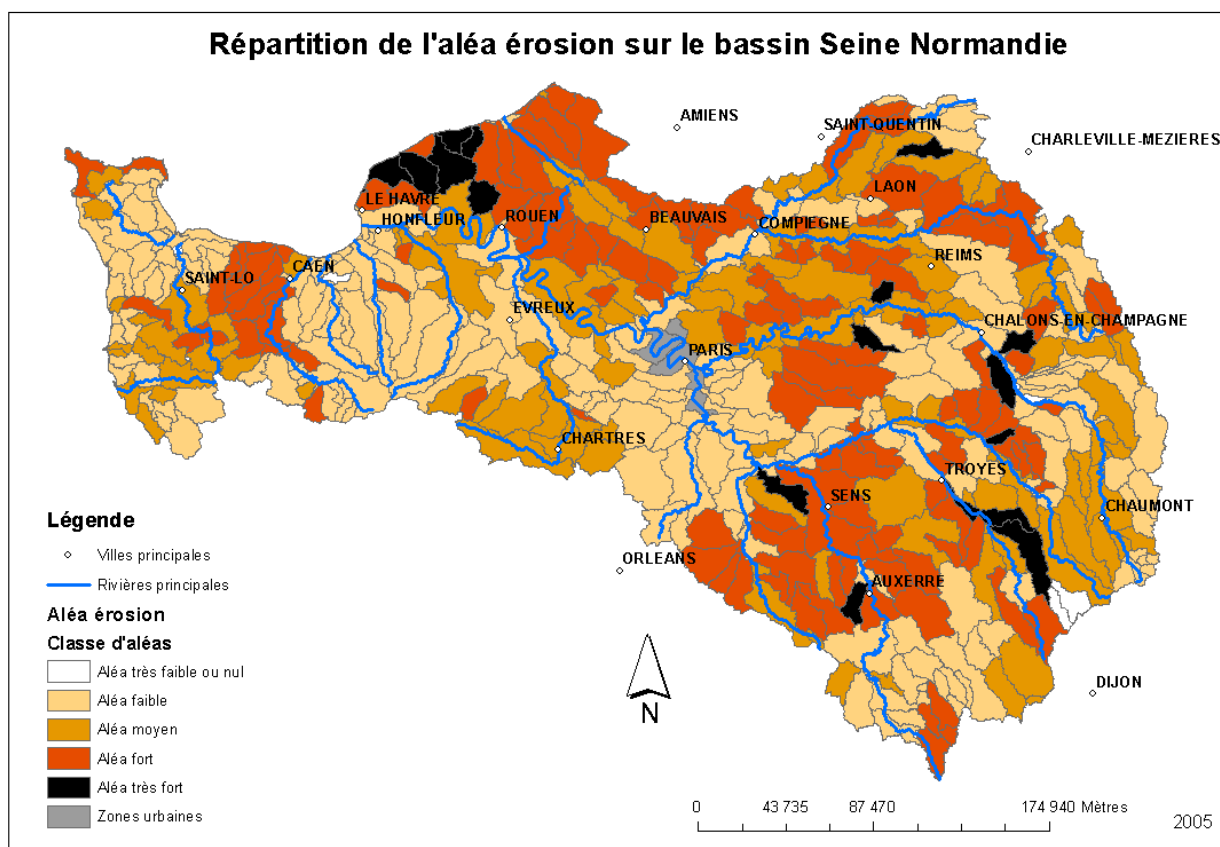 Répartition de l'aléa érosion sur le bassin Seine Normandie
AMIENS
SAINT-QUENTIN
CHARLEVILLE-MEZIERES
LAON
LE HAVRE
HONFLEUR
ROUEN
BEAUVAIS
COMPIEGNE
REIMS
SAINT-LO
CAEN
EVREUX
CHALONS-EN-CHAMPAGNE
PARIS
CHARTRES
TROYES
SENS
CHAUMONT
ORLEANS
AUXERRE
DIJON
Légende
Villes principales
Rivières principales
Aléa érosion
Classe d'aléas
Aléa très faible ou nul
Aléa faible
Aléa moyen
Aléa fort
Aléa très fort
Zones urbaines
N
0 43 735 87 470 174 940 Mètres
2005